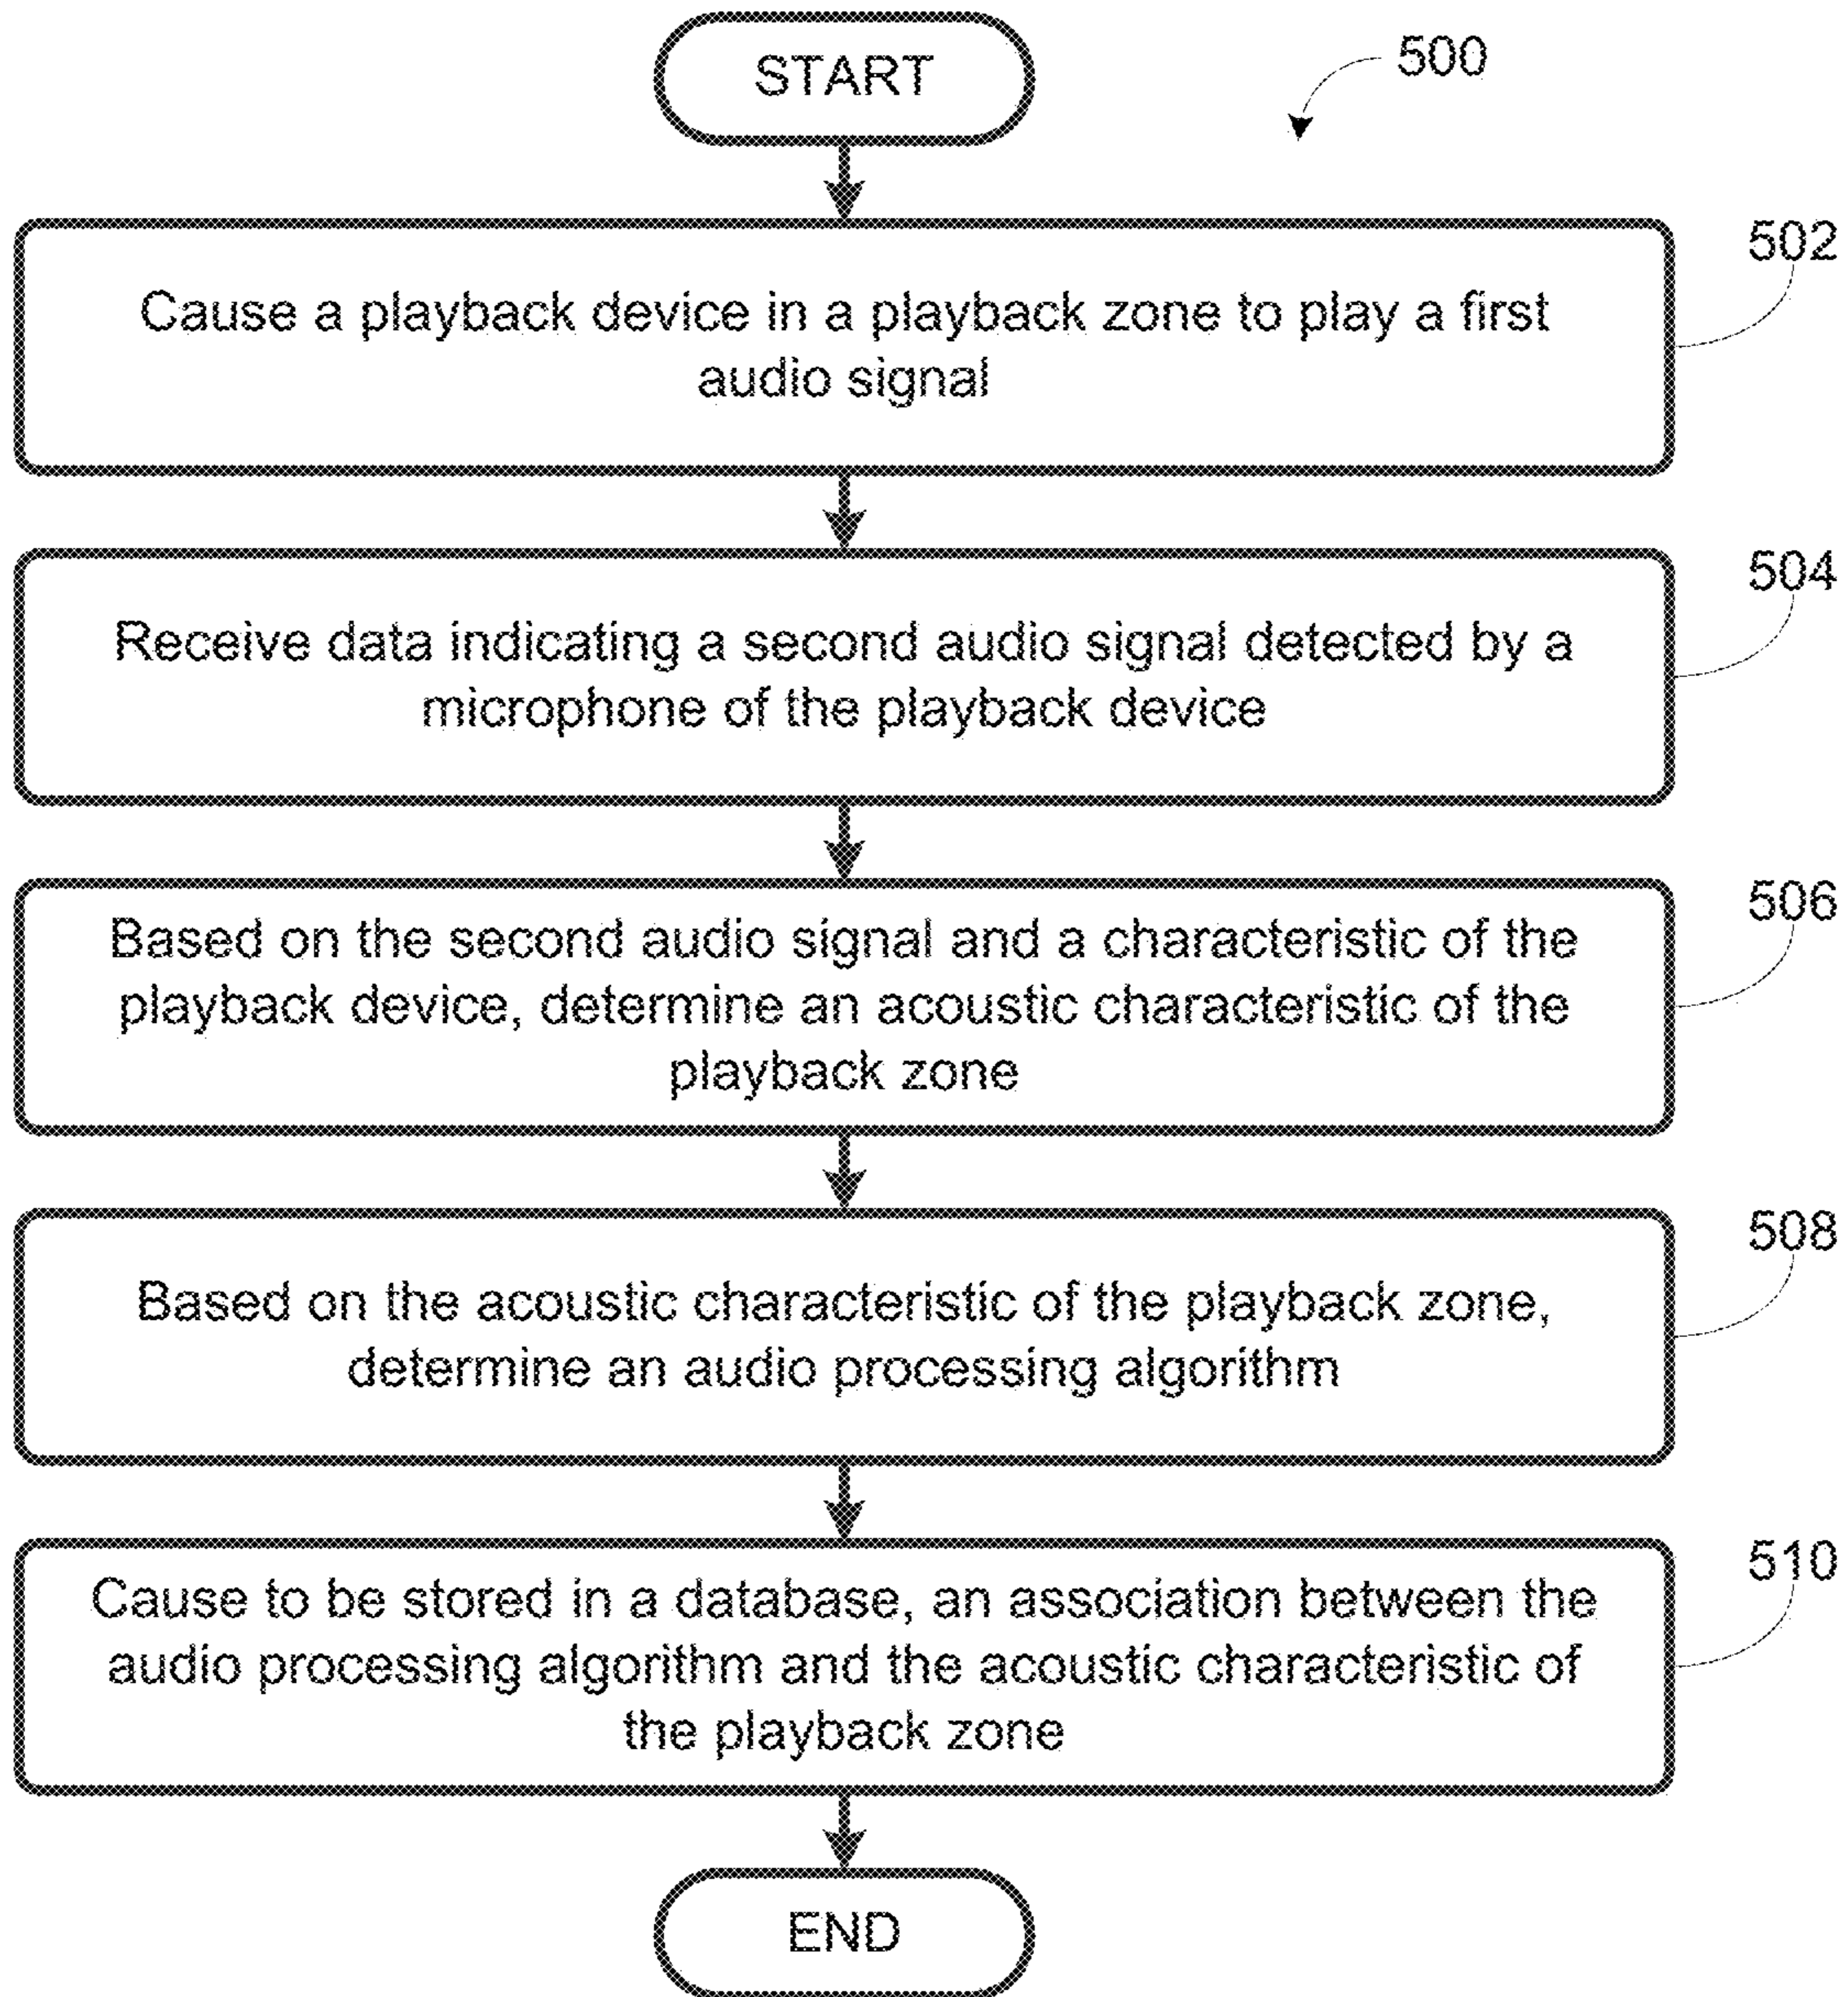 START
500
502
Cause a playback device in a playback zone to play a first
audio signal
504
Receive data indicating a second audio signal detected by a
microphone of the playback device
506
Based on the second audio signal and a characteristic of the
playback device, determine an acoustic characteristic of the
playback zone
508
Based on the acoustic characteristic of the playback zone,
determine an audio processing algorithm
510
Cause to be stored in a database, an association between the
audio processing algorithm and the acoustic characteristic of
the playback zone
END